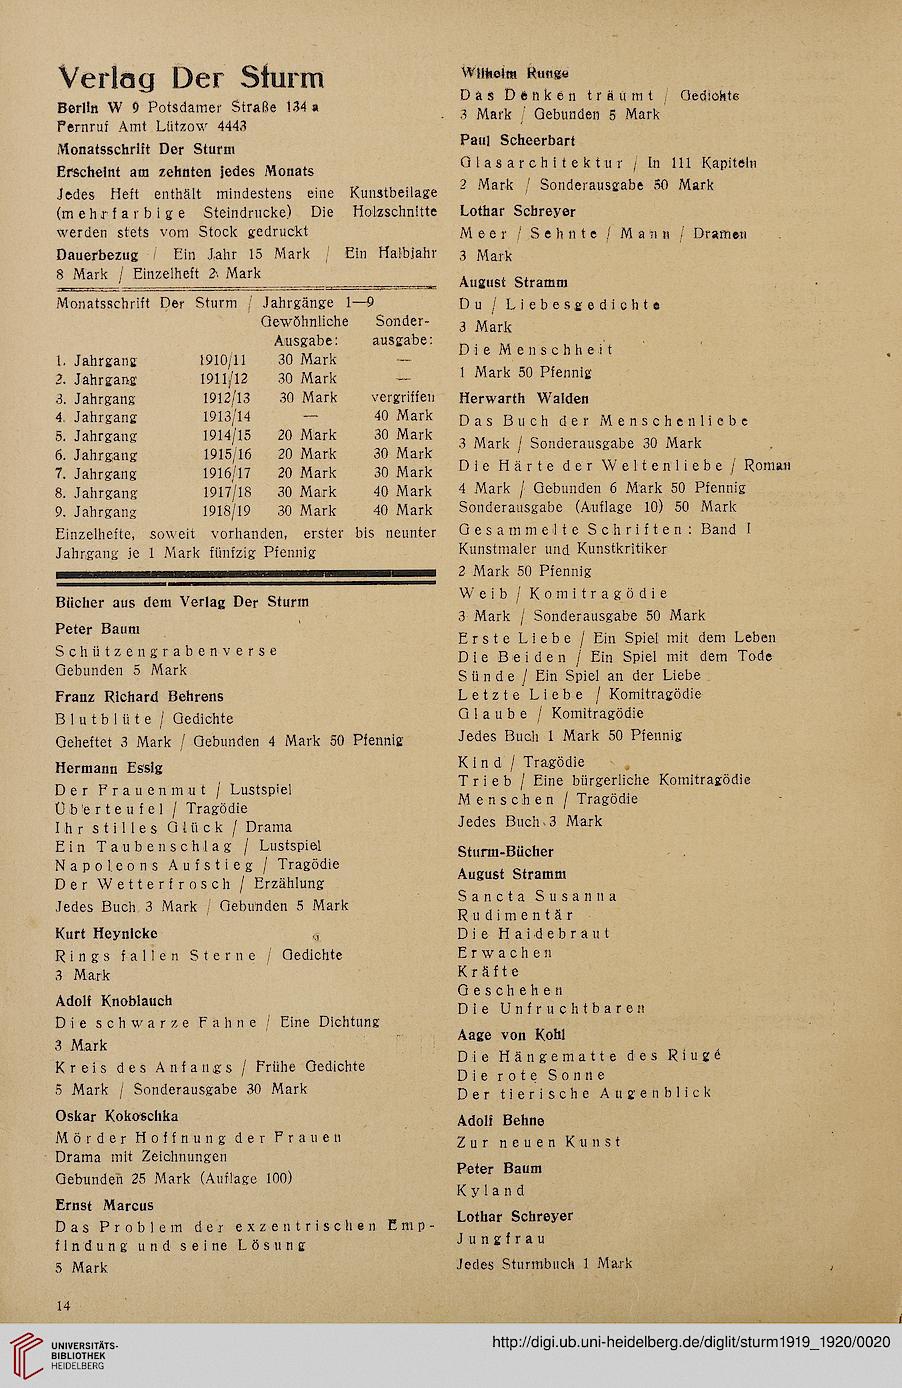 Verlag Der Sturm
Berlin W 9 Potsdamer Straße 134 a
Fernruf Amt Lützow 4443
Monatsschrift Der Sturm
Erscheint am zehnten jedes Monats
Jedes Heft enthält mindestens eine Kunstbeilage
(mehrfarbige Steindrucke) Die Holzschnitte
werden stets vom Stock gedruckt
Dauerbezug / Ein Jahr 15 Mark / Ein Halbjahr
8 Mark / Einzelheft 2 Mark
Monatsschrift Der Sturm / Jahrgänge 1—9
Gewöhnliche Sonder-
Ausgabe: ausgabe:
1. Jahrgang 1910/11 30 Mark —
2. Jahrgang 1911/12 30 Mark —
3. Jahrgang 1912/13 30 Mark vergriffen
4. Jahrgang 1913/14 — 40 Mark
5. Jahrgang 1914/15 20 Mark 30 Mark
6. Jahrgang 1915/16 20 Mark 30 Mark
7. Jahrgang 1916/17 20 Mark 30 Mark
8. Jahrgang 1917/18 30 Mark 40 Mark
9. Jahrgang 1918/19 30 Mark 40 Mark
Einzelhefte, soweit vorhanden, erster bis neunter
Jahrgang je 1 Mark fünfzig Pfennig
Bücher aus dem Verlag Der Sturm
Peter Baum
Schützengrabenverse
Gebunden 5 Mark
Franz Richard Behrens
Blutblüte / Gedichte
Geheftet 3 Mark / Gebunden 4 Mark 50 Pfennig
Hermann Essig
Der Frauenmut / Lustspiel
Überteufel / Tragödie
Ihr stilles Glück / Drama
Ein Taubenschlag / Lustspiel
Napoleons Aufstieg / Tragödie
Der Wetterfrosch / Erzählung
Jedes Buch 3 Mark / Gebunden 5 Mark
Kurt Heynicke
Rings fallen Sterne / Gedichte
3 Mark
Adolf Knoblauch
Die schwarze Fahne / Eine Dichtung
3 Mark
Kreis des Anfangs / Frühe Gedichte
5 Mark / Sonderausgabe 30 Mark
Oskar Kokoschka
Mörder Hoffnung der Frauen
Drama mit Zeichnungen
Gebunden 25 Mark (Auflage 100)
Ernst Marcus
Das Problem der exzentrischen Emp-
findung und seine Lösung
5 Mark
14
Wilhelm Runge
Das Denken träumt / Gedichte
3 Mark / Gebunden 5 Mark
Paul Scheerbart
Glasarchitektur / In 111 Kapiteln
2 Mark / Sonderausgabe 50 Mark
Lothar Schreyer
Meer / Sehnte / Mann / Dramen
3 Mark
August Stramm
Du / Liebesgedichte
3 Mark
Die Menschheit
1 Mark 50 Pfennig
Herwarth Walden
Das Buch der Menschenliebe
3 Mark / Sonderausgabe 30 Mark
Die Härte der Weltenliebe / Roman
4 Mark / Gebunden 6 Mark 50 Pfennig
Sonderausgabe (Auflage 10) 50 Mark
Gesammelte Schriften: Band I
Kunstmaler und Kunstkritiker
2 Mark 50 Pfennig
Weib / Komitragödie
3 Mark / Sonderausgabe 50 Mark
Erste Liebe / Ein Spiel mit dem Leben
Die Beiden / Ein Spiel mit dem Tode
Sünde / Ein Spiel an der Liebe
Letzte Liebe / Komitragödie
Glaube / Komitragödie
Jedes Buch 1 Mark 50 Pfennig
Kind / Tragödie
Trieb / Eine bürgerliche Komitragödie
Menschen / Tragödie
Jedes Buch 3 Mark
Sturm-Bücher
August Stramm
Sancta Susanna
Rudimentär
Die Haidebraut
Erwachen
Kräfte
Geschehen
Die Unfruchtbaren
Aage von Kohl
Die Hängematte des Riugé
Die rote Sonne
Der tierische Augenblick
Adolf Behne
Zur neuen Kunst
Peter Baum
Kyland
Lothar Schreyer
Jungfrau
Jedes Sturmbuch 1 Mark
UNIVERSITÄTS-
BIBLIOTHEK
HEIDELBERG
http://digi.ub.uni-heidelberg.de/diglit/sturm1919_1920/0020